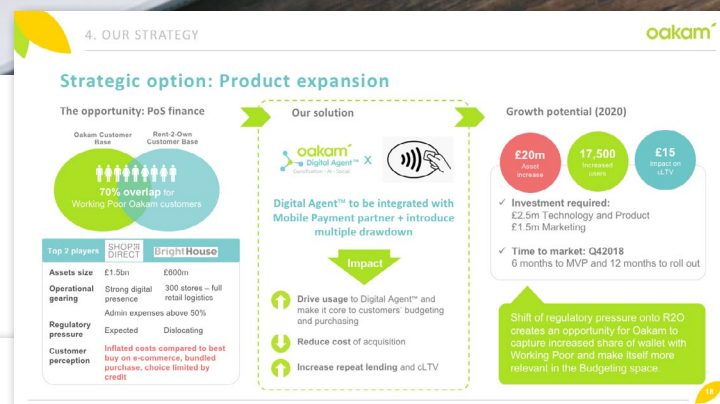 4. OUR STRATEGY
oakam
Strategic option: Product expansion
The opportunity: PoS finance
Oakam Customer
Base
Rent-2-Own
Customer Base
70% overlap for
Working Poor Oakam customers
Top 2 players
SHOP
DIRECT
BrightHouse
Assets size
£1.5bn
£600m
Operational
gearing
Strong digital
presence
300 stores – full
retail logistics
Admin expenses above 50%
Regulatory
pressure
Expected
Dislocating
Customer
perception
Inflated costs compared to best
buy on e-commerce, bundled
purchase, choice limited by
credit
Our solution
oakam
Digital Agent™ X
Gamification - AI - Social
Digital Agent™ to be integrated with
Mobile Payment partner + introduce
multiple drawdown
Impact
Drive usage to Digital Agent™ and
make it core to customers' budgeting
and purchasing
Reduce cost of acquisition
Increase repeat lending and cLTV
Growth potential (2020)
£20m
Asset
increase
17,500
Increased
users
£15
Impact on
cLTV
✓ Investment required:
£2.5m Technology and Product
£1.5m Marketing
✓ Time to market: Q42018
6 months to MVP and 12 months to roll out
Shift of regulatory pressure onto R2O
creates an opportunity for Oakam to
capture increased share of wallet with
Working Poor and make itself more
relevant in the Budgeting space.
18